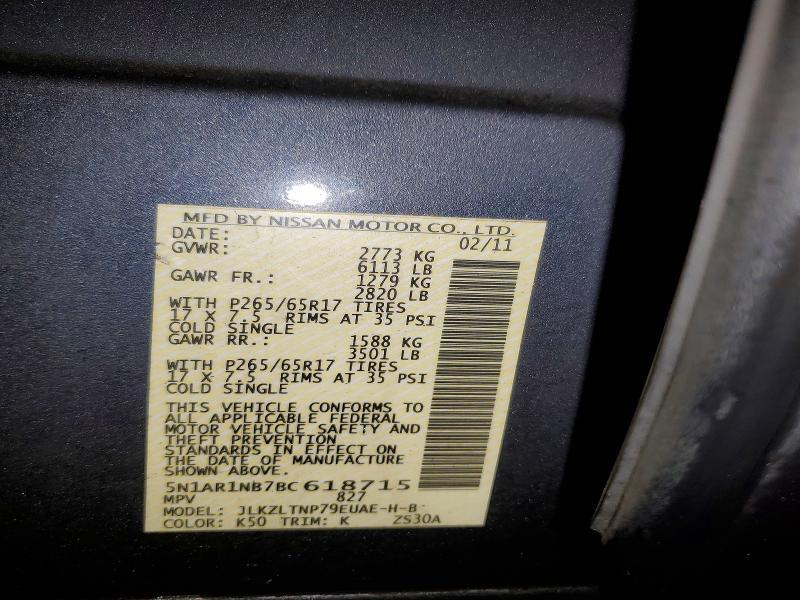 MFD BY NISSAN MOTOR CO., LTD.
DATE: 02/11
GVWR: 2773 KG
6113 LB
GAWR FR.: 1279 KG
2820 LB
WITH P265/65R17 TIRES
17 X 7.5 RIMS AT 35 PSI
COLD SINGLE
GAWR RR.: 1588 KG
3501 LB
WITH P265/65R17 TIRES
17 X 7.5 RIMS AT 35 PSI
COLD SINGLE
THIS VEHICLE CONFORMS TO
ALL APPLICABLE FEDERAL
MOTOR VEHICLE SAFETY AND
THEFT PREVENTION
STANDARDS IN EFFECT ON
THE DATE OF MANUFACTURE
SHOWN ABOVE.
5N1AR1NB7BC618715
MPV 827
MODEL: JLKZLTNP79EUAE-H-B
COLOR: K50 TRIM: K ZS30A